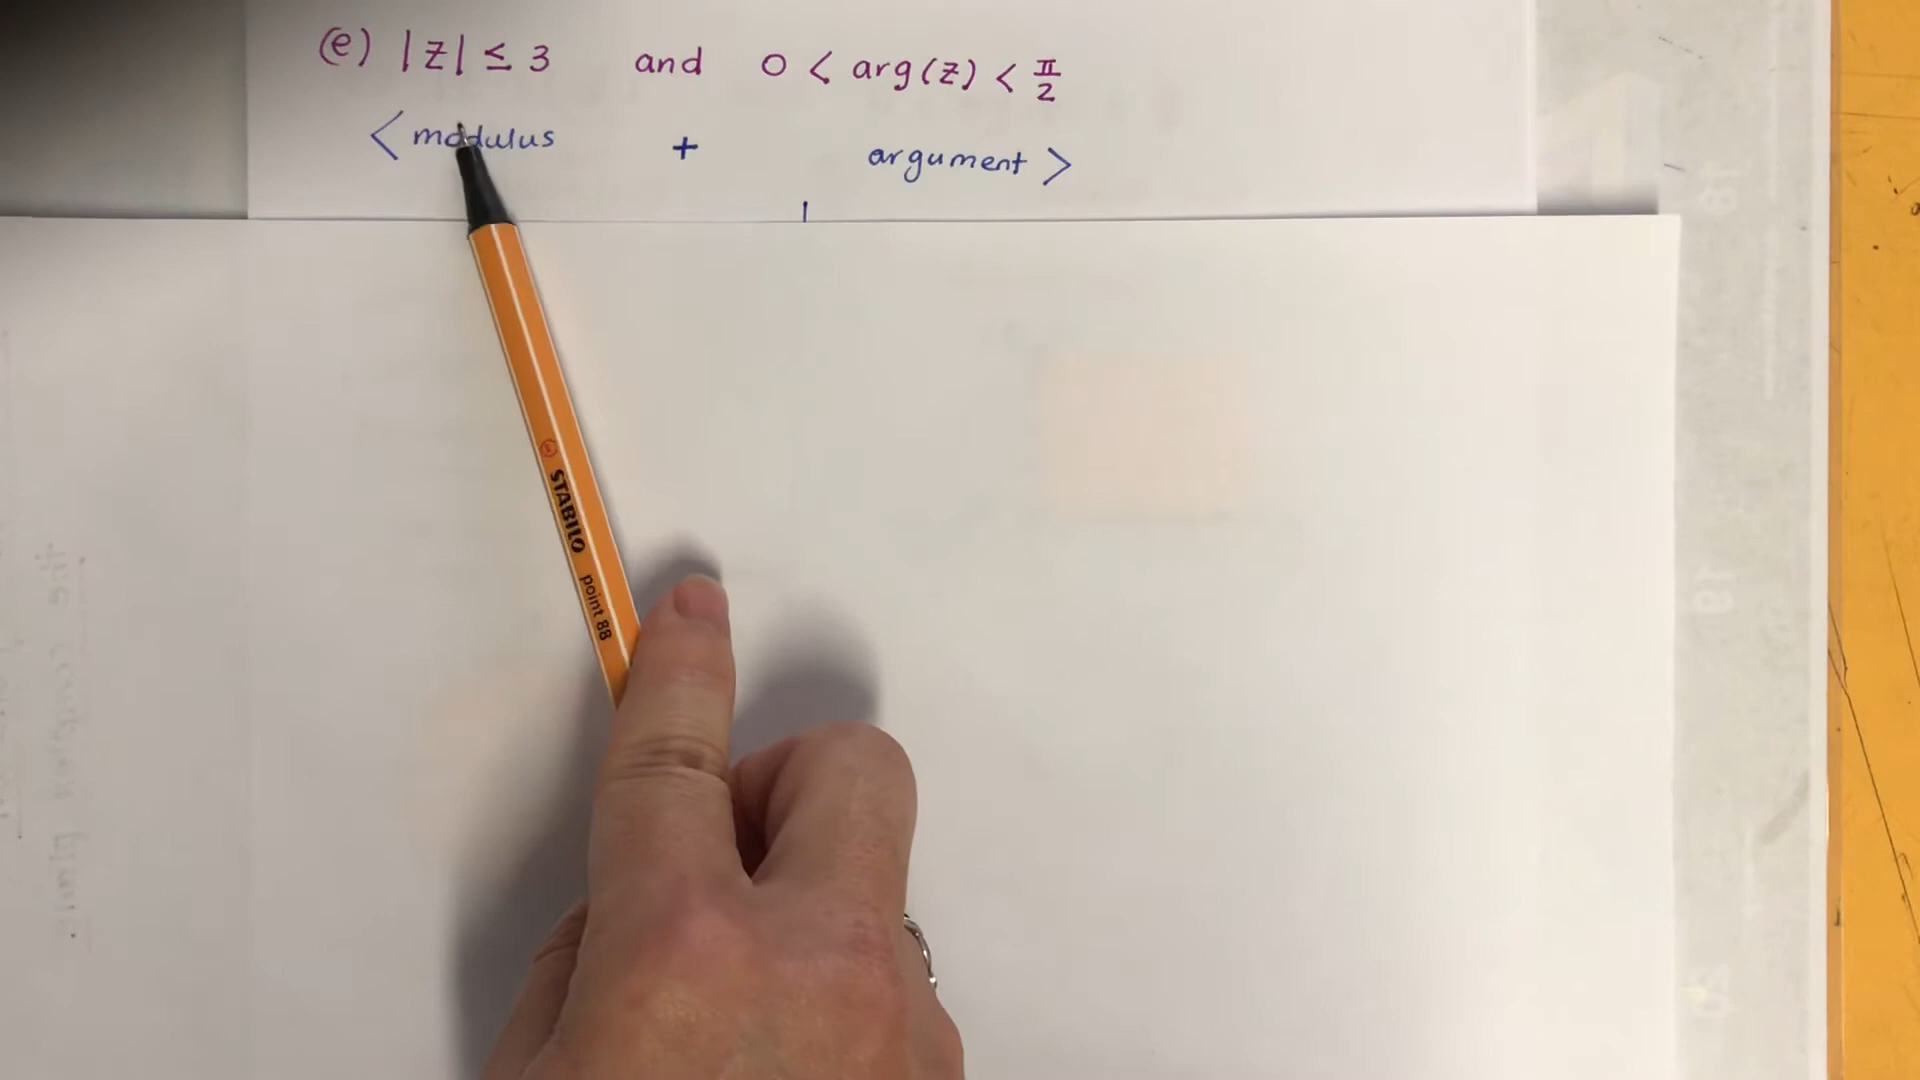 (e) |z| ≤ 3 and 0 < arg(z) < π/2
< modulus + argument >
STABILO point 88